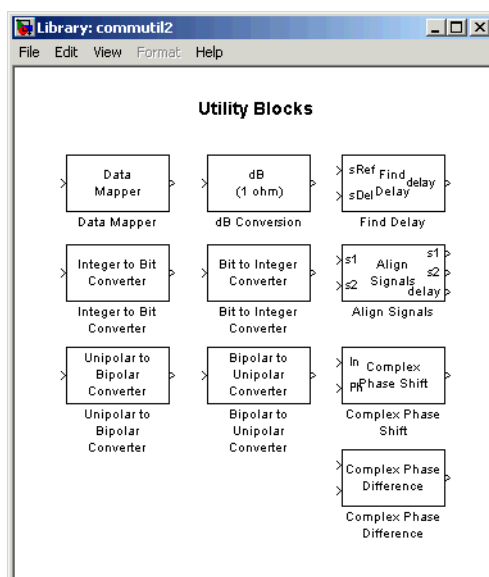 Library: commutil2
File Edit View Format Help
Utility Blocks
Data
Mapper
Data Mapper
dB
(1 ohm)
dB Conversion
sRef Find
delay
sDel Delay
Find Delay
Integer to Bit
Converter
Integer to Bit
Converter
Bit to Integer
Converter
Bit to Integer
Converter
s1 Align s1
s2 Signals s2
delay
Align Signals
Unipolar to
Bipolar
Converter
Unipolar to
Bipolar
Converter
Bipolar to
Unipolar
Converter
Bipolar to
Unipolar
Converter
In Complex
Ph Phase Shift
Complex Phase
Shift
Complex Phase
Difference
Complex Phase
Difference